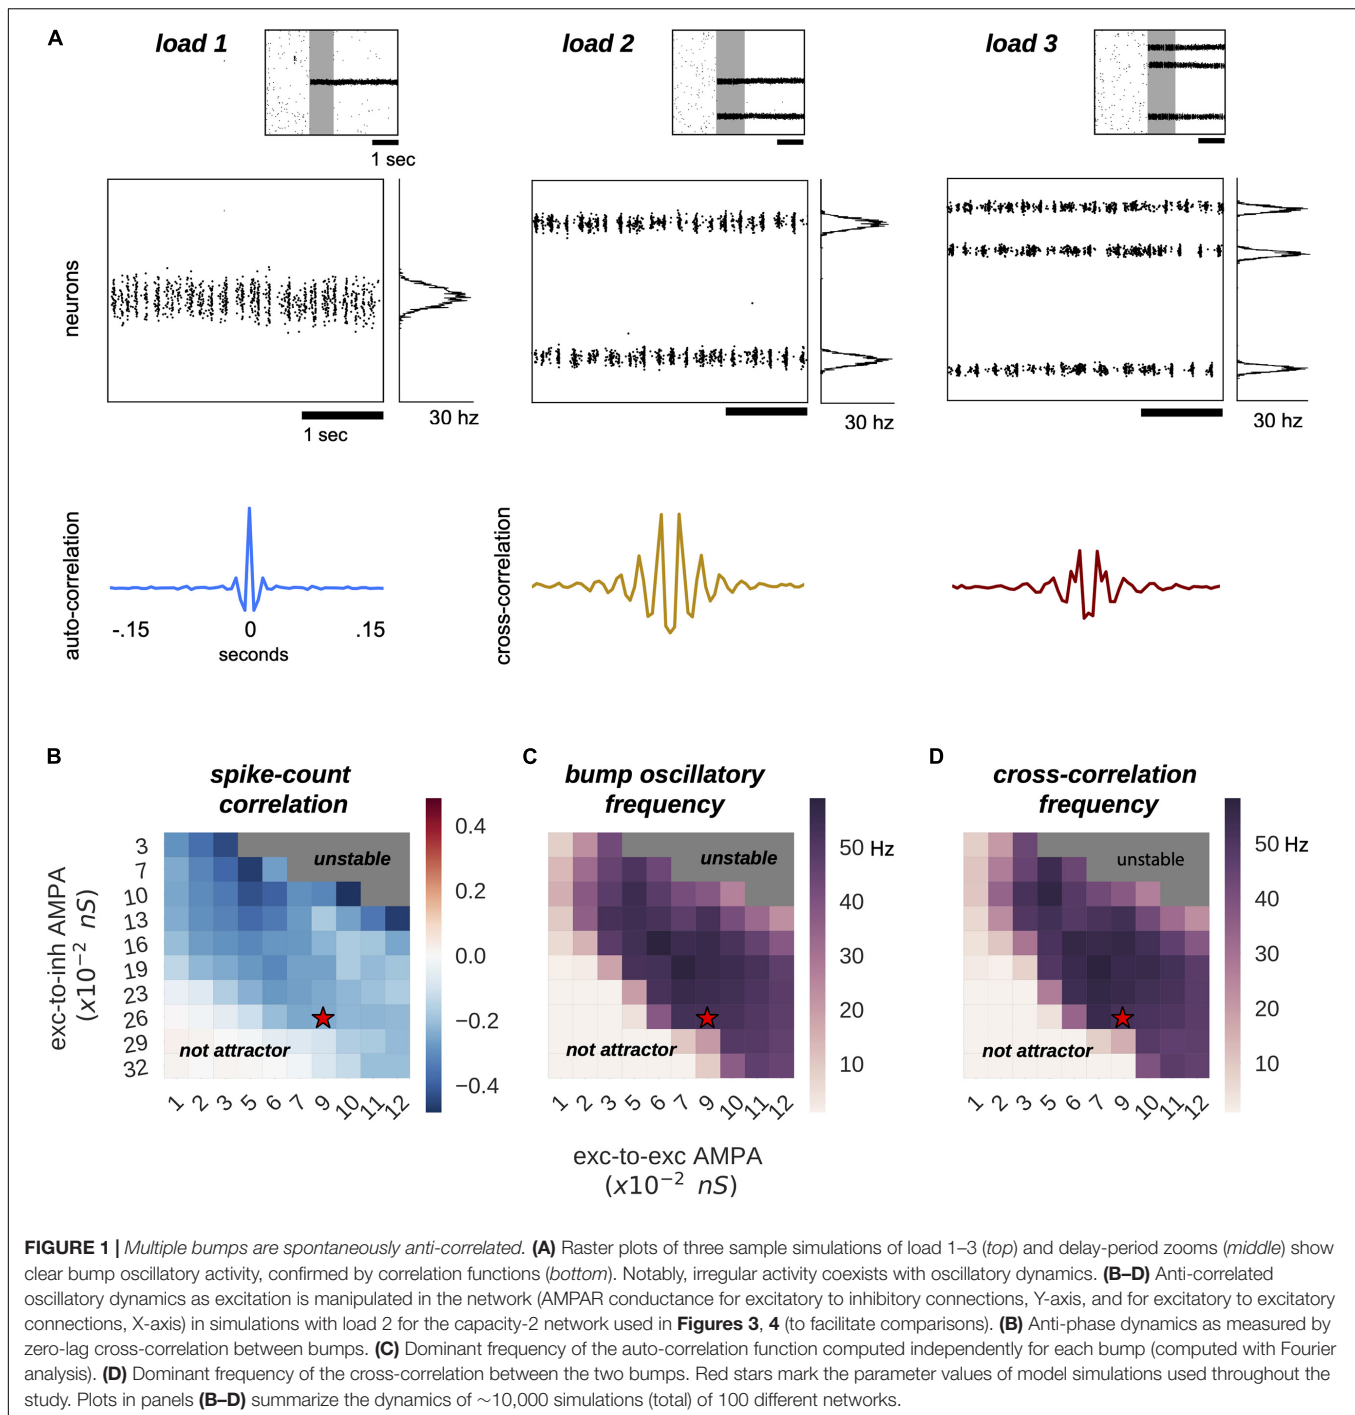 A
load 1
load 2
load 3
1 sec
neurons
1 sec
30 hz
30 hz
30 hz
auto-correlation
-.15 0 .15
seconds
cross-correlation
B
spike-count
correlation
C
bump oscillatory
frequency
D
cross-correlation
frequency
exc-to-inh AMPA
(x10⁻² nS)
3
7
10
13
16
19
23
26
29
32
unstable
not attractor
1 2 3 5 6 7 9 10 11 12
0.4
0.2
0.0
−0.2
−0.4
unstable
not attractor
1 2 3 5 6 7 9 10 11 12
50 Hz
40
30
20
10
unstable
not attractor
1 2 3 5 6 7 9 10 11 12
50 Hz
40
30
20
10
exc-to-exc AMPA
(x10⁻² nS)
FIGURE 1 | Multiple bumps are spontaneously anti-correlated. (A) Raster plots of three sample simulations of load 1–3 (top) and delay-period zooms (middle) show
clear bump oscillatory activity, confirmed by correlation functions (bottom). Notably, irregular activity coexists with oscillatory dynamics. (B–D) Anti-correlated
oscillatory dynamics as excitation is manipulated in the network (AMPAR conductance for excitatory to inhibitory connections, Y-axis, and for excitatory to excitatory
connections, X-axis) in simulations with load 2 for the capacity-2 network used in Figures 3, 4 (to facilitate comparisons). (B) Anti-phase dynamics as measured by
zero-lag cross-correlation between bumps. (C) Dominant frequency of the auto-correlation function computed independently for each bump (computed with Fourier
analysis). (D) Dominant frequency of the cross-correlation between the two bumps. Red stars mark the parameter values of model simulations used throughout the
study. Plots in panels (B–D) summarize the dynamics of ∼10,000 simulations (total) of 100 different networks.